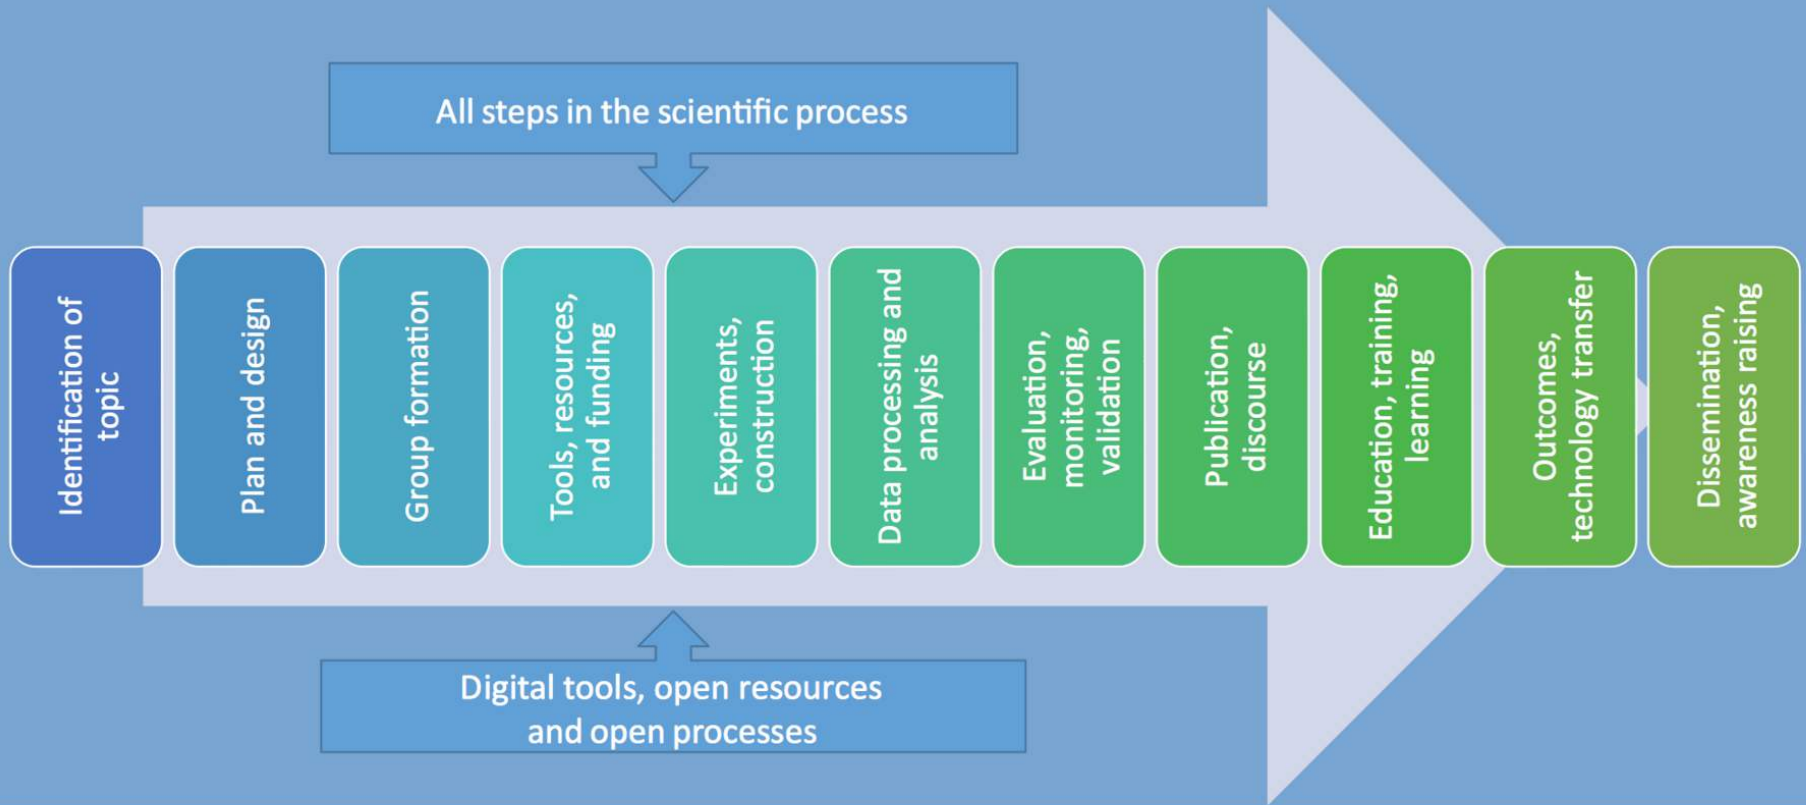 All steps in the scientific process
Identification of
topic
Plan and design
Group formation
Tools, resources,
and funding
Experiments,
construction
Data processing and
analysis
Evaluation,
monitoring,
validation
Publication,
discourse
Education, training,
learning
Outcomes,
technology transfer
Dissemination,
awareness raising
Digital tools, open resources
and open processes